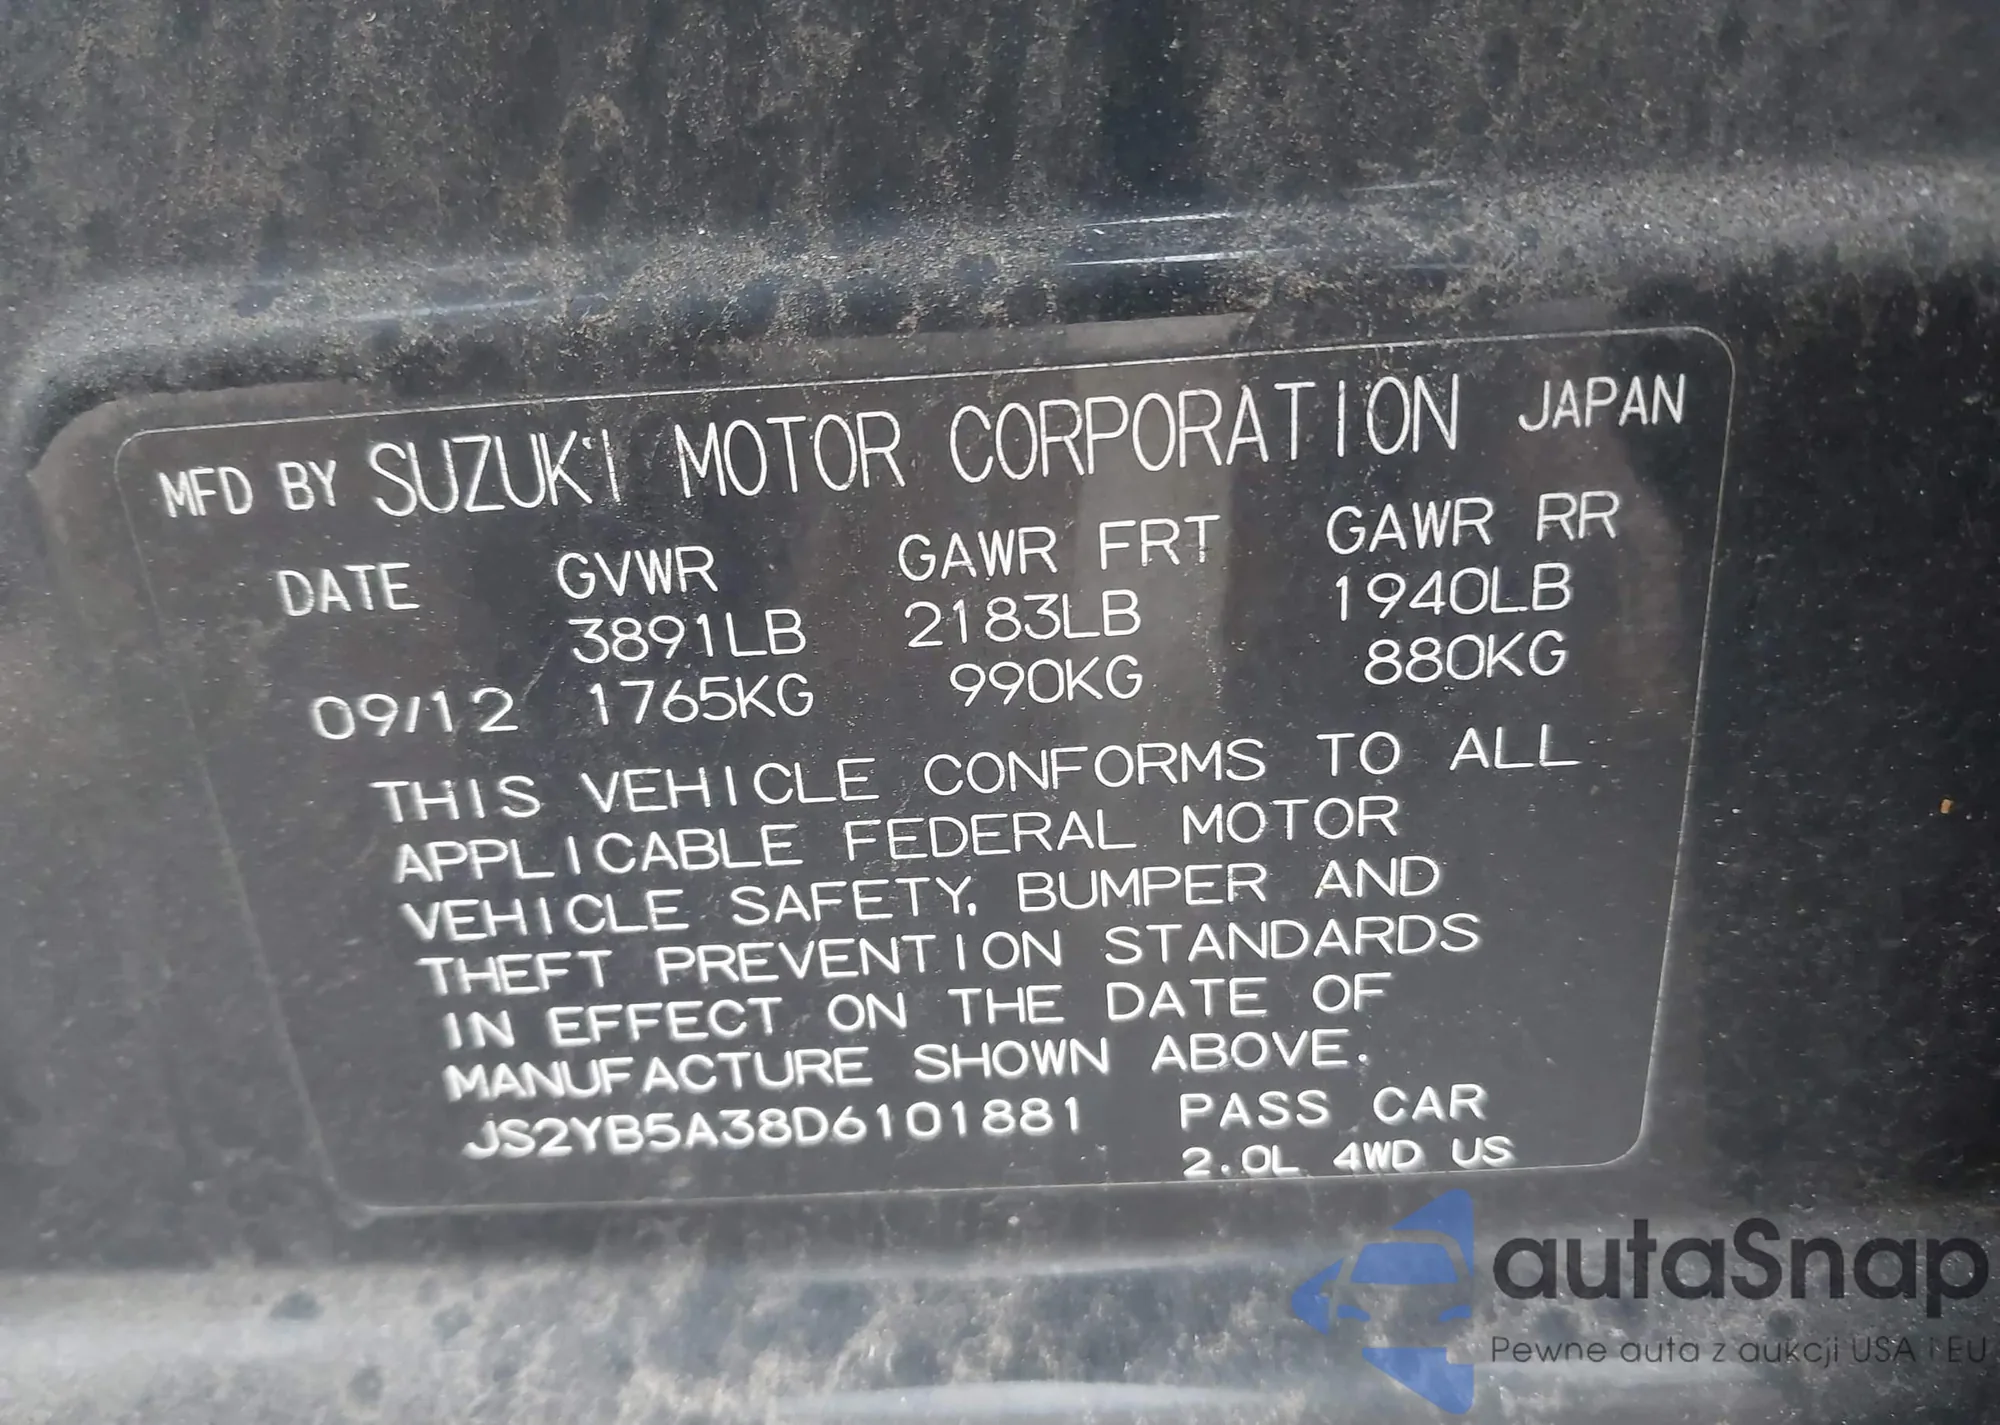 MFD BY SUZUKI MOTOR CORPORATION JAPAN
DATE GVWR GAWR FRT GAWR RR
3891LB 2183LB 1940LB
09/12 1765KG 990KG 880KG
THIS VEHICLE CONFORMS TO ALL
APPLICABLE FEDERAL MOTOR
VEHICLE SAFETY, BUMPER AND
THEFT PREVENTION STANDARDS
IN EFFECT ON THE DATE OF
MANUFACTURE SHOWN ABOVE.
JS2YB5A38D6101881 PASS CAR
2.0L 4WD US
autaSnap
Pewne auta z aukcji USA i EU